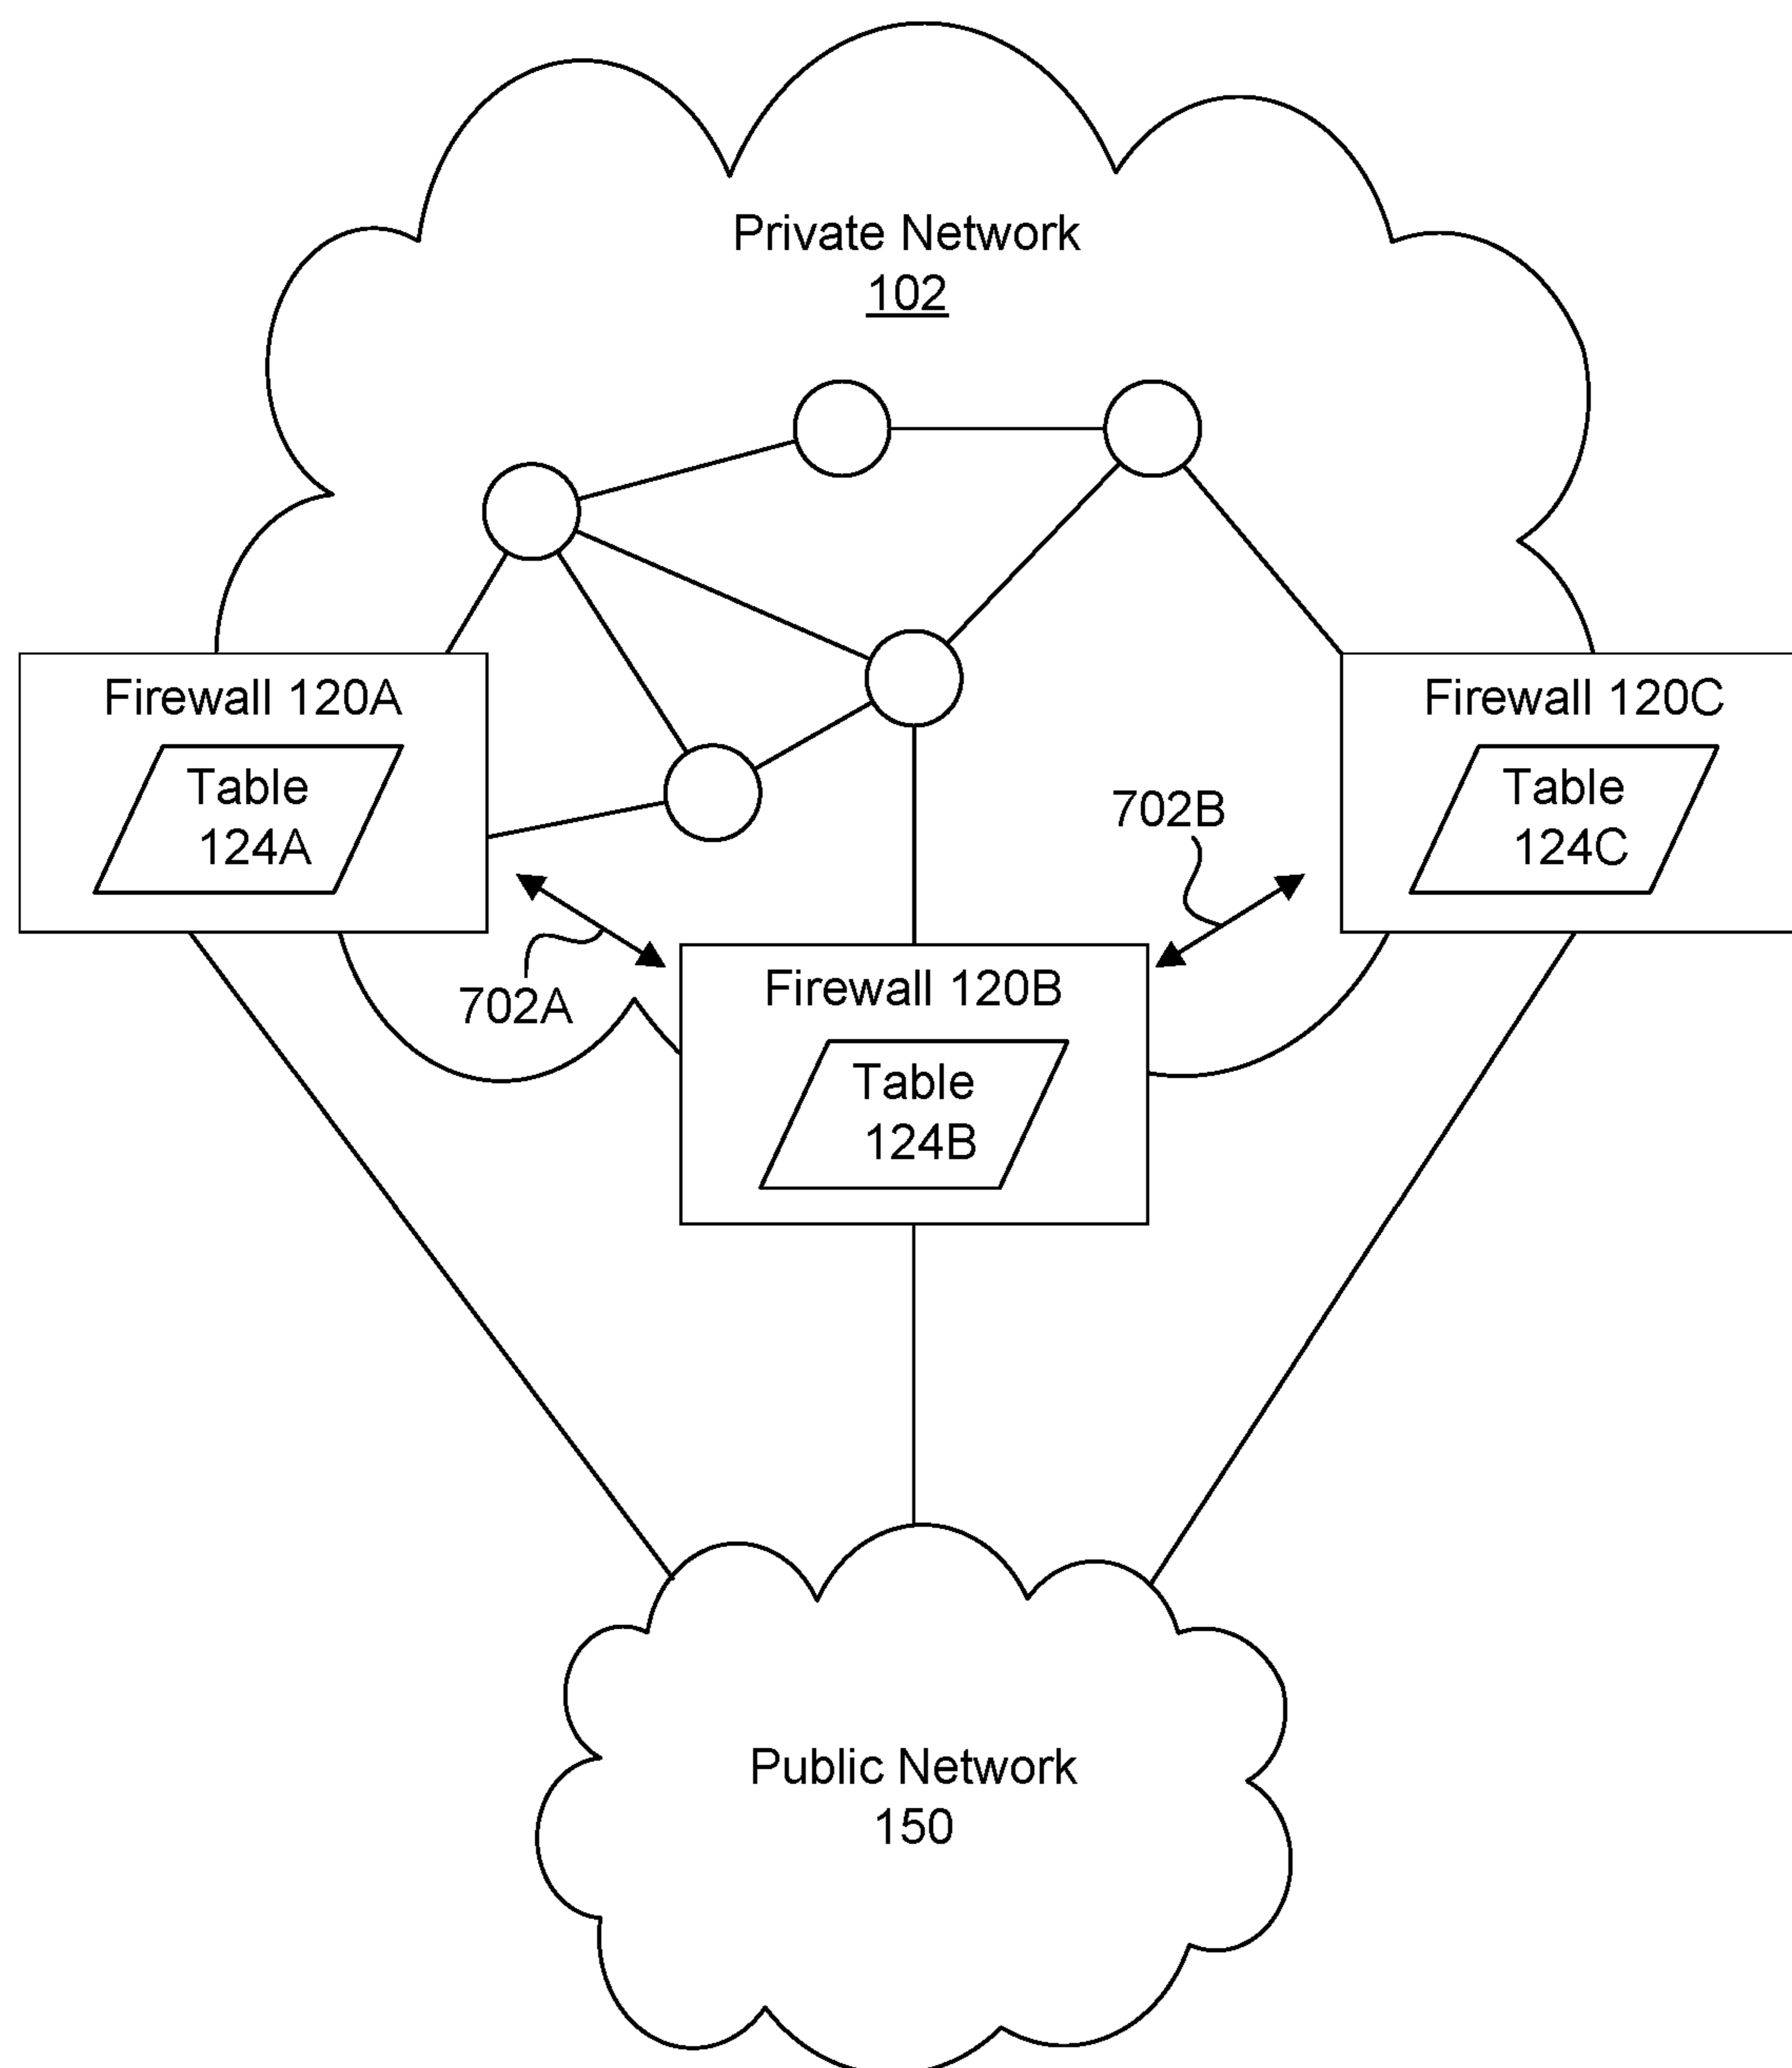 Private Network
102
Firewall 120A
Table
124A
Firewall 120C
Table
124C
702B
702A
Firewall 120B
Table
124B
Public Network
150